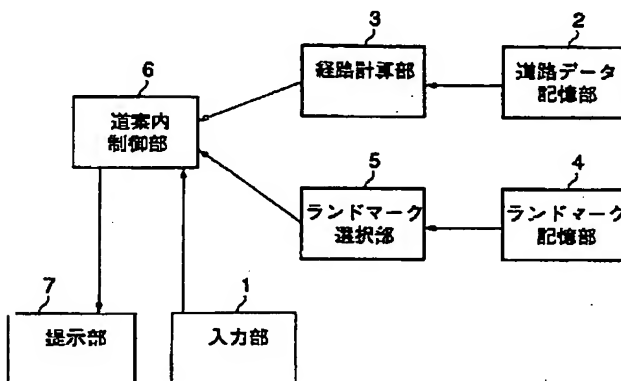 3
経路計算部
2
道路データ
記憶部
6
道案内
制御部
5
ランドマーク
選択部
4
ランドマーク
記憶部
7
提示部
1
入力部